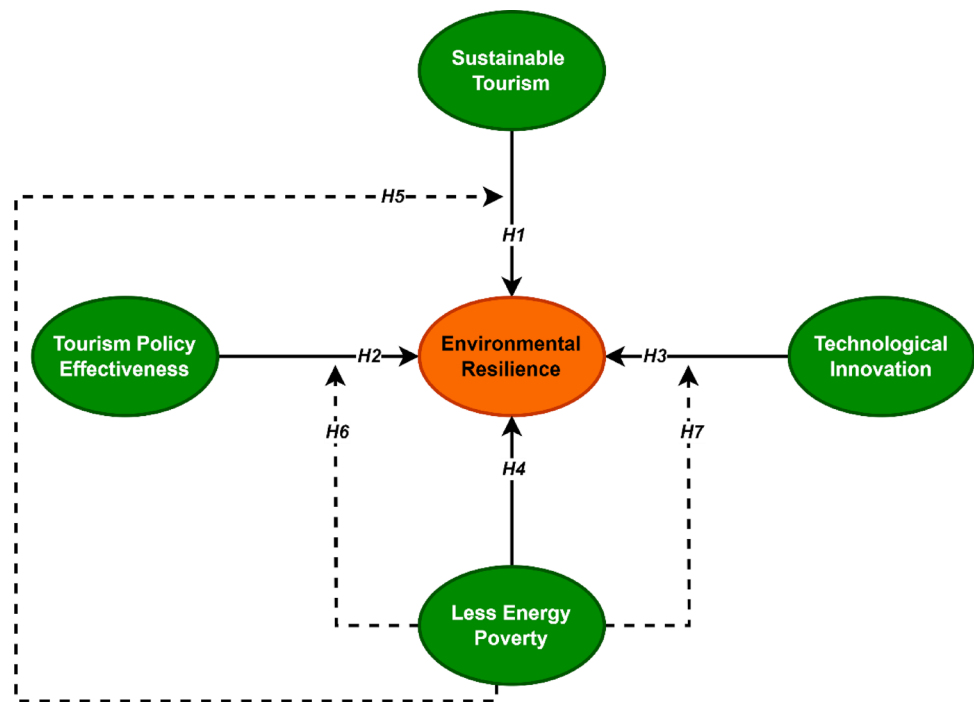 Sustainable
Tourism
H5
H1
Tourism Policy
Effectiveness
H2
Environmental
Resilience
H3
Technological
Innovation
H6
H7
H4
Less Energy
Poverty